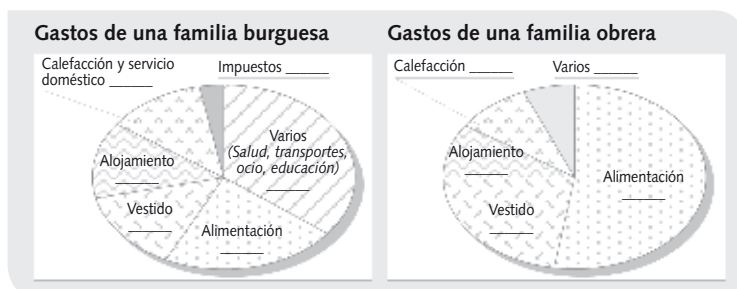 Gastos de una familia burguesa
Calefacción y servicio
doméstico ______
Impuestos ______
Varios
(Salud, transportes,
ocio, educación)
______
Alojamiento
______
Vestido
______
Alimentación
______
Gastos de una familia obrera
Calefacción ______
Varios ______
Alojamiento
______
Alimentación
______
Vestido
______